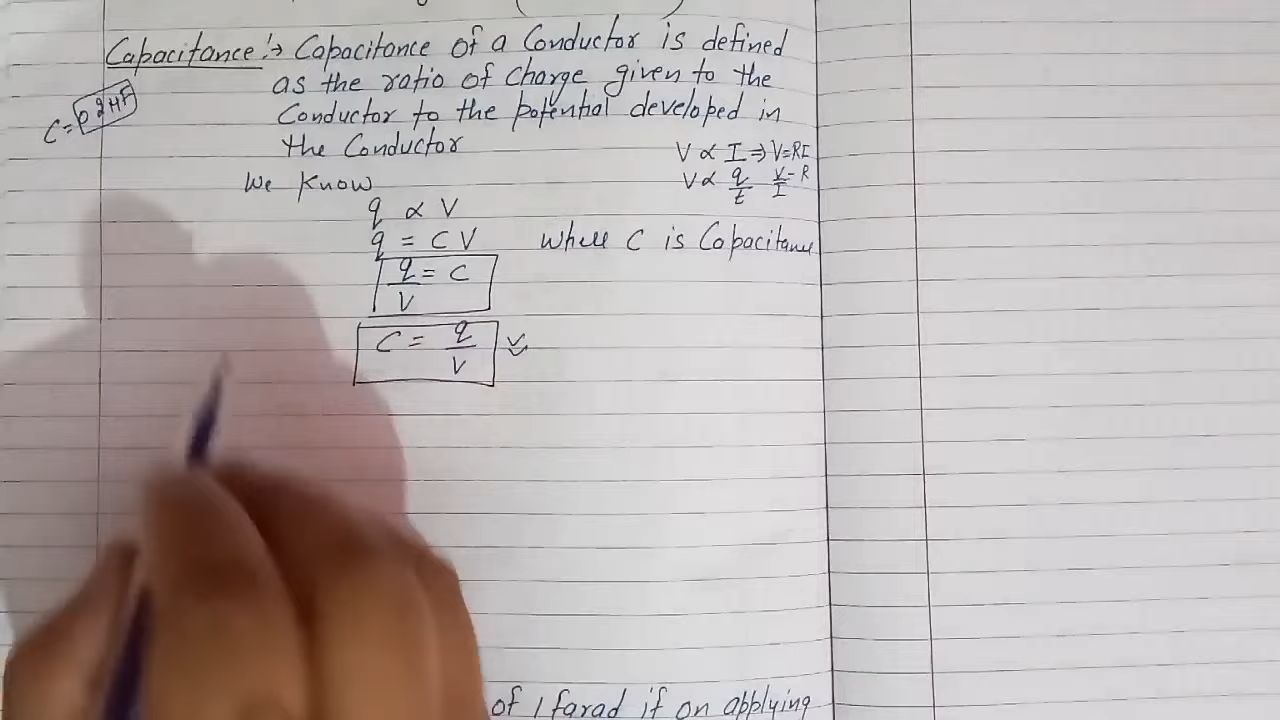 Capacitance :→ Capacitance of a Conductor is defined
as the ratio of Charge given to the
Conductor to the potential developed in
the Conductor
C=
V ∝ I ⇒ V=RI
V ∝ q/t V/I = R
We Know
q ∝ V
q = CV where C is Capacitance
q/V = C
C = q/V
of 1 farad if on applying